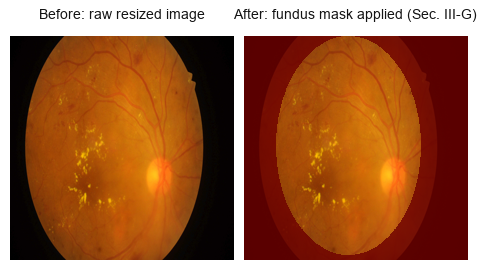 Before: raw resized image
After: fundus mask applied (Sec. III-G)